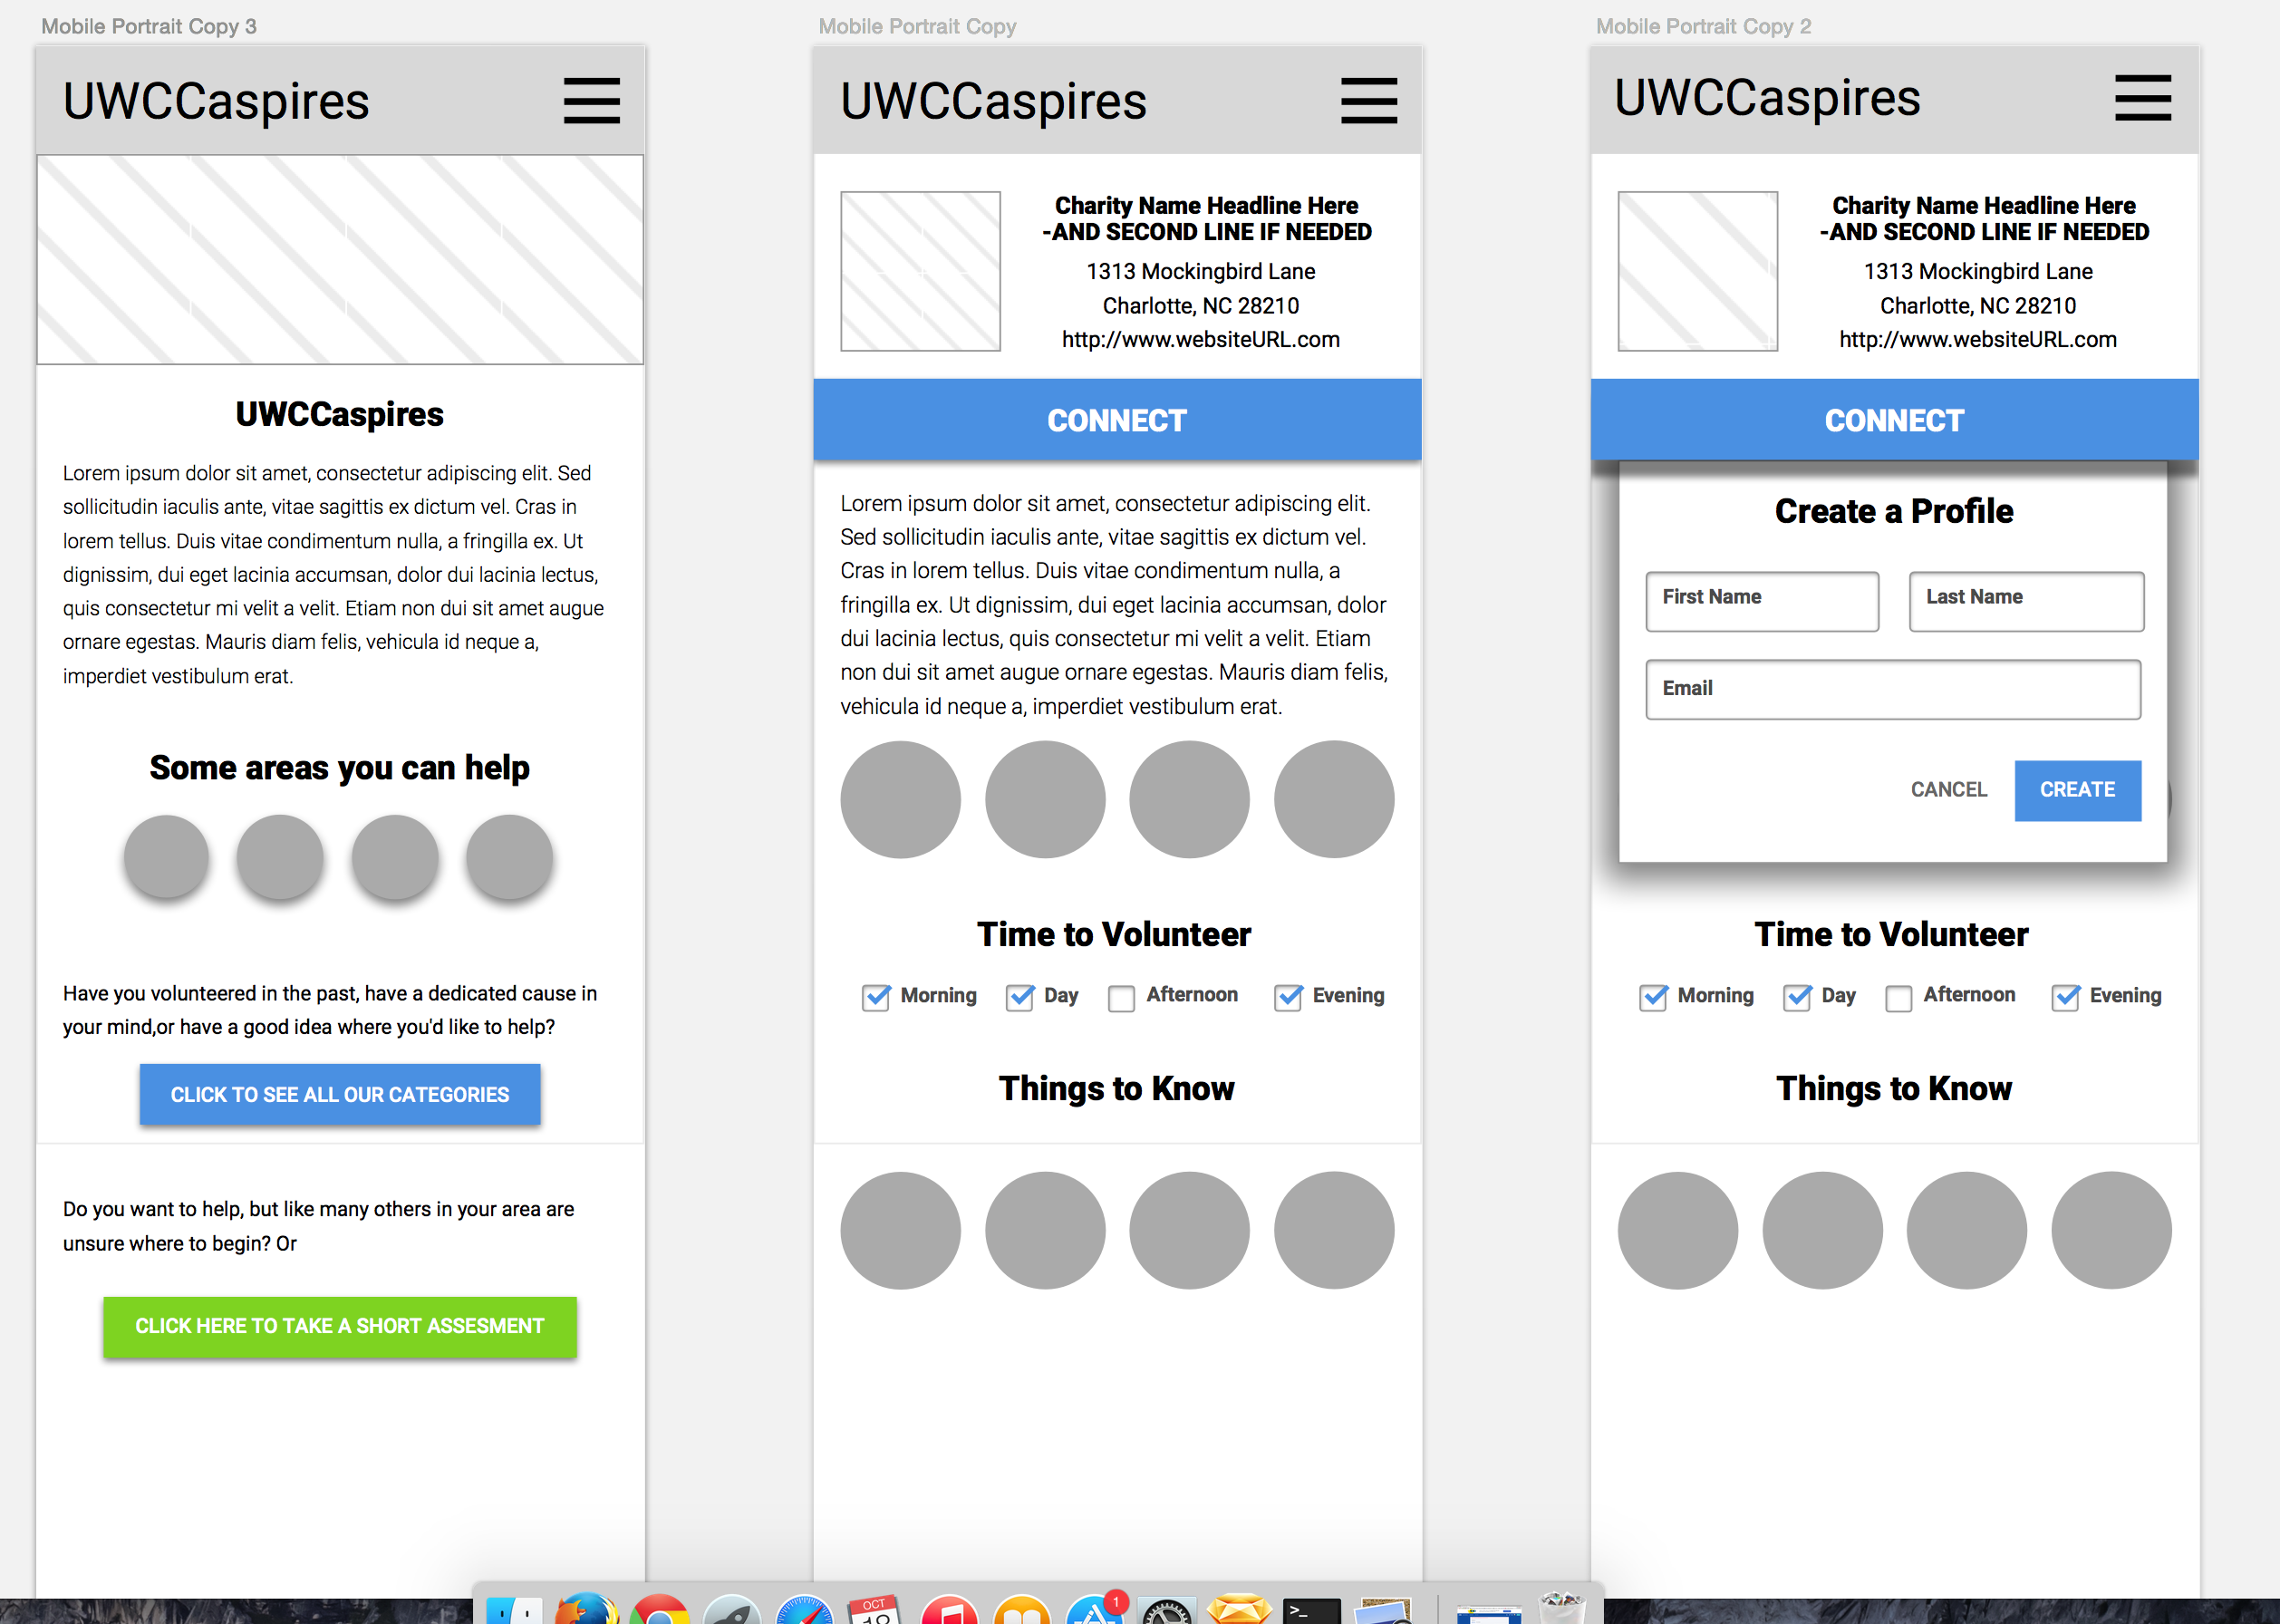 Mobile Portrait Copy 3
UWCCaspires
UWCCaspires
Lorem ipsum dolor sit amet, consectetur adipiscing elit. Sed
sollicitudin iaculis ante, vitae sagittis ex dictum vel. Cras in
lorem tellus. Duis vitae condimentum nulla, a fringilla ex. Ut
dignissim, dui eget lacinia accumsan, dolor dui lacinia lectus,
quis consectetur mi velit a velit. Etiam non dui sit amet augue
ornare egestas. Mauris diam felis, vehicula id neque a,
imperdiet vestibulum erat.
Some areas you can help
Have you volunteered in the past, have a dedicated cause in
your mind,or have a good idea where you'd like to help?
CLICK TO SEE ALL OUR CATEGORIES
Do you want to help, but like many others in your area are
unsure where to begin? Or
CLICK HERE TO TAKE A SHORT ASSESMENT
Mobile Portrait Copy
UWCCaspires
Charity Name Headline Here
-AND SECOND LINE IF NEEDED
1313 Mockingbird Lane
Charlotte, NC 28210
http://www.websiteURL.com
CONNECT
Lorem ipsum dolor sit amet, consectetur adipiscing elit.
Sed sollicitudin iaculis ante, vitae sagittis ex dictum vel.
Cras in lorem tellus. Duis vitae condimentum nulla, a
fringilla ex. Ut dignissim, dui eget lacinia accumsan, dolor
dui lacinia lectus, quis consectetur mi velit a velit. Etiam
non dui sit amet augue ornare egestas. Mauris diam felis,
vehicula id neque a, imperdiet vestibulum erat.
Time to Volunteer
Morning Day Afternoon Evening
Things to Know
Mobile Portrait Copy 2
UWCCaspires
Charity Name Headline Here
-AND SECOND LINE IF NEEDED
1313 Mockingbird Lane
Charlotte, NC 28210
http://www.websiteURL.com
CONNECT
Create a Profile
First Name Last Name
Email
CANCEL CREATE
Time to Volunteer
Morning Day Afternoon Evening
Things to Know
OCT
1
>_